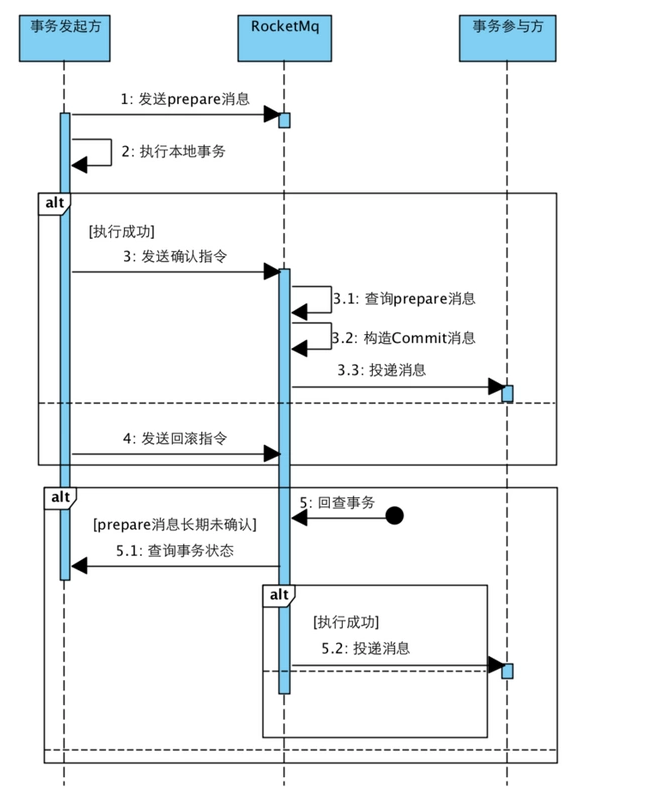 事务发起方
RocketMq
事务参与方
1: 发送prepare消息
2: 执行本地事务
alt
[执行成功]
3: 发送确认指令
3.1: 查询prepare消息
3.2: 构造Commit消息
3.3: 投递消息
4: 发送回滚指令
alt
5: 回查事务
[prepare消息长期未确认]
5.1: 查询事务状态
alt
[执行成功]
5.2: 投递消息